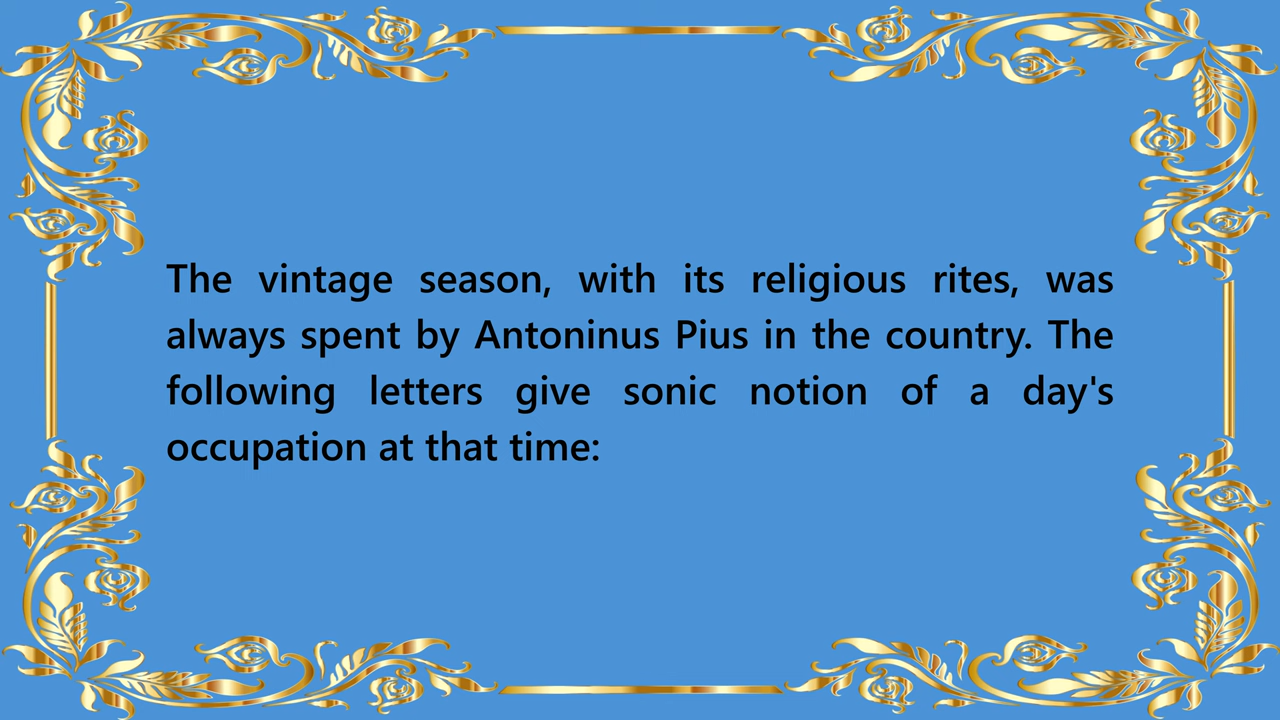 The vintage season, with its religious rites, was
always spent by Antoninus Pius in the country. The
following letters give sonic notion of a day's
occupation at that time: